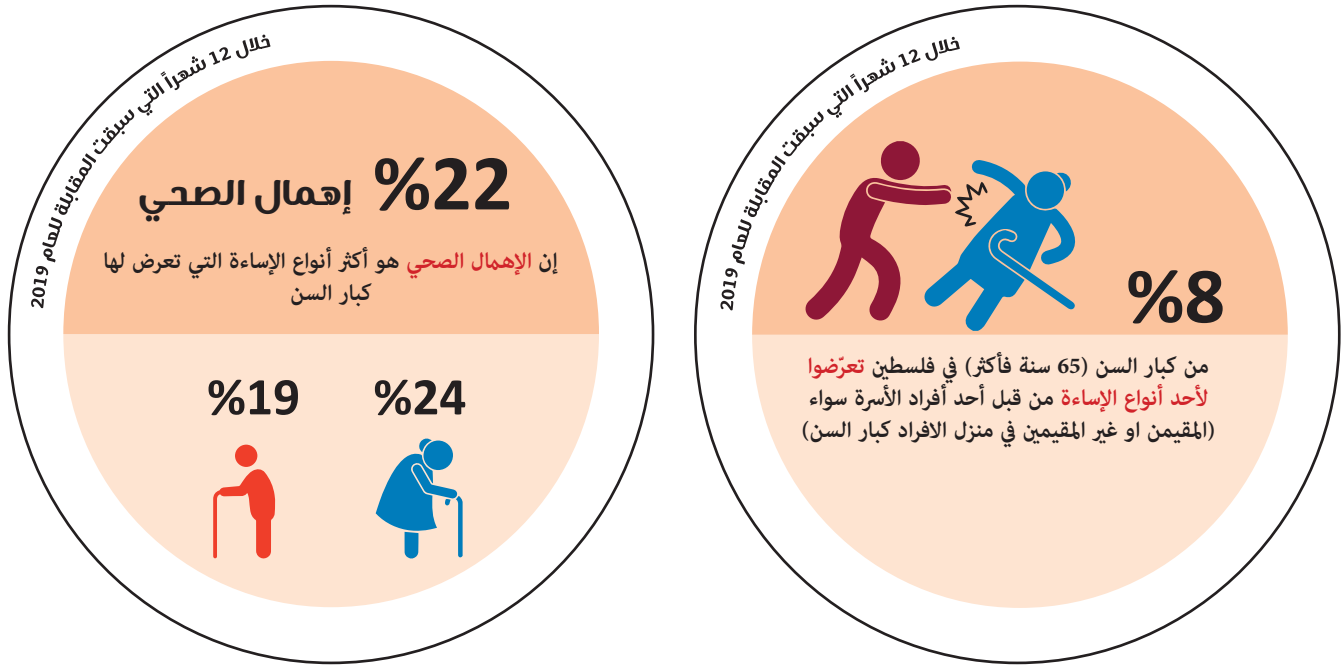 خلال 12 شهراً التي سبقت المقابلة للعام 2019
%8
من كبار السن (65 سنة فأكثر) في فلسطين تعرّضوا
لأحد أنواع الإساءة من قبل أحد أفراد الأسرة سواء
(المقيمن او غير المقيمين في منزل الافراد كبار السن)
خلال 12 شهراً التي سبقت المقابلة للعام 2019
%22 إهمال الصحي
إن الإهمال الصحي هو أكثر أنواع الإساءة التي تعرض لها
كبار السن
%24 %19